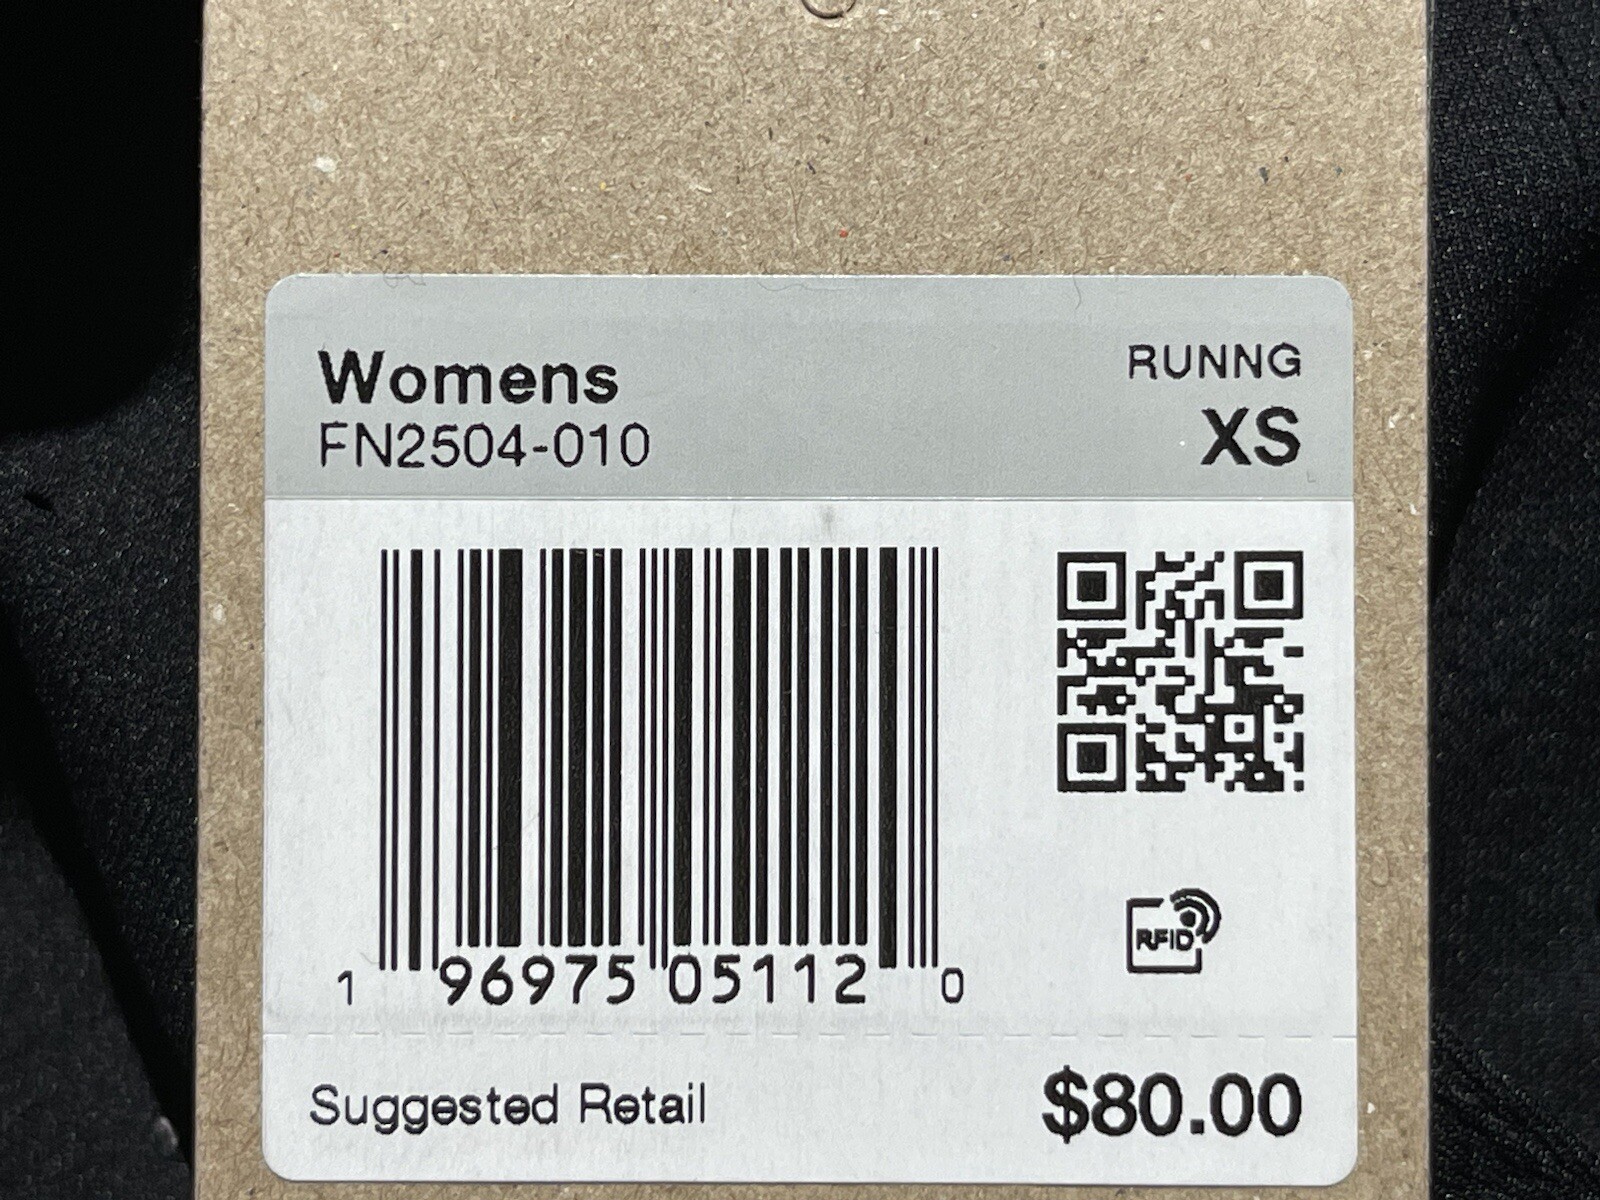 Womens
FN2504-010
RUNNG
XS
1 96975 05112 0
RFID
Suggested Retail $80.00